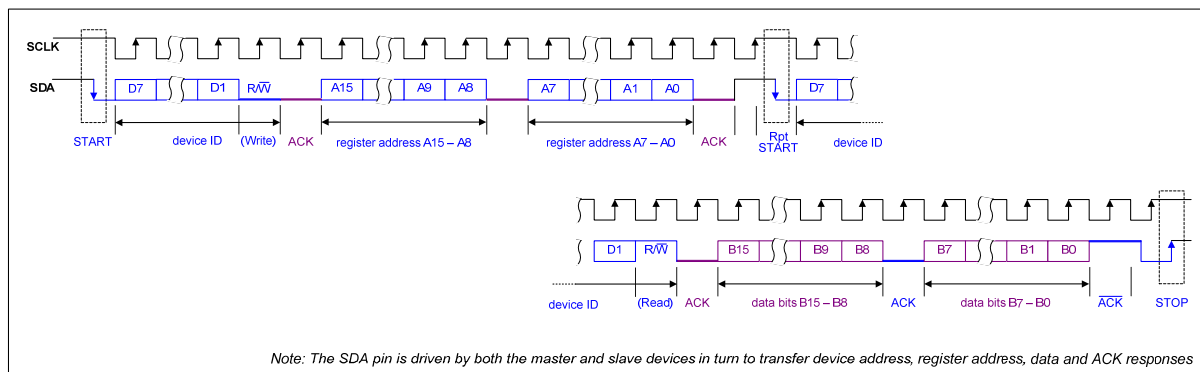 SCLK
SDA D7 D1 R/W̅ A15 A9 A8 A7 A1 A0 D7
START device ID (Write) ACK register address A15 – A8 register address A7 – A0 ACK Rpt START device ID
D1 R/W̅ B15 B9 B8 B7 B1 B0
device ID (Read) ACK data bits B15 – B8 ACK data bits B7 – B0 A̅C̅K̅ STOP
Note: The SDA pin is driven by both the master and slave devices in turn to transfer device address, register address, data and ACK responses